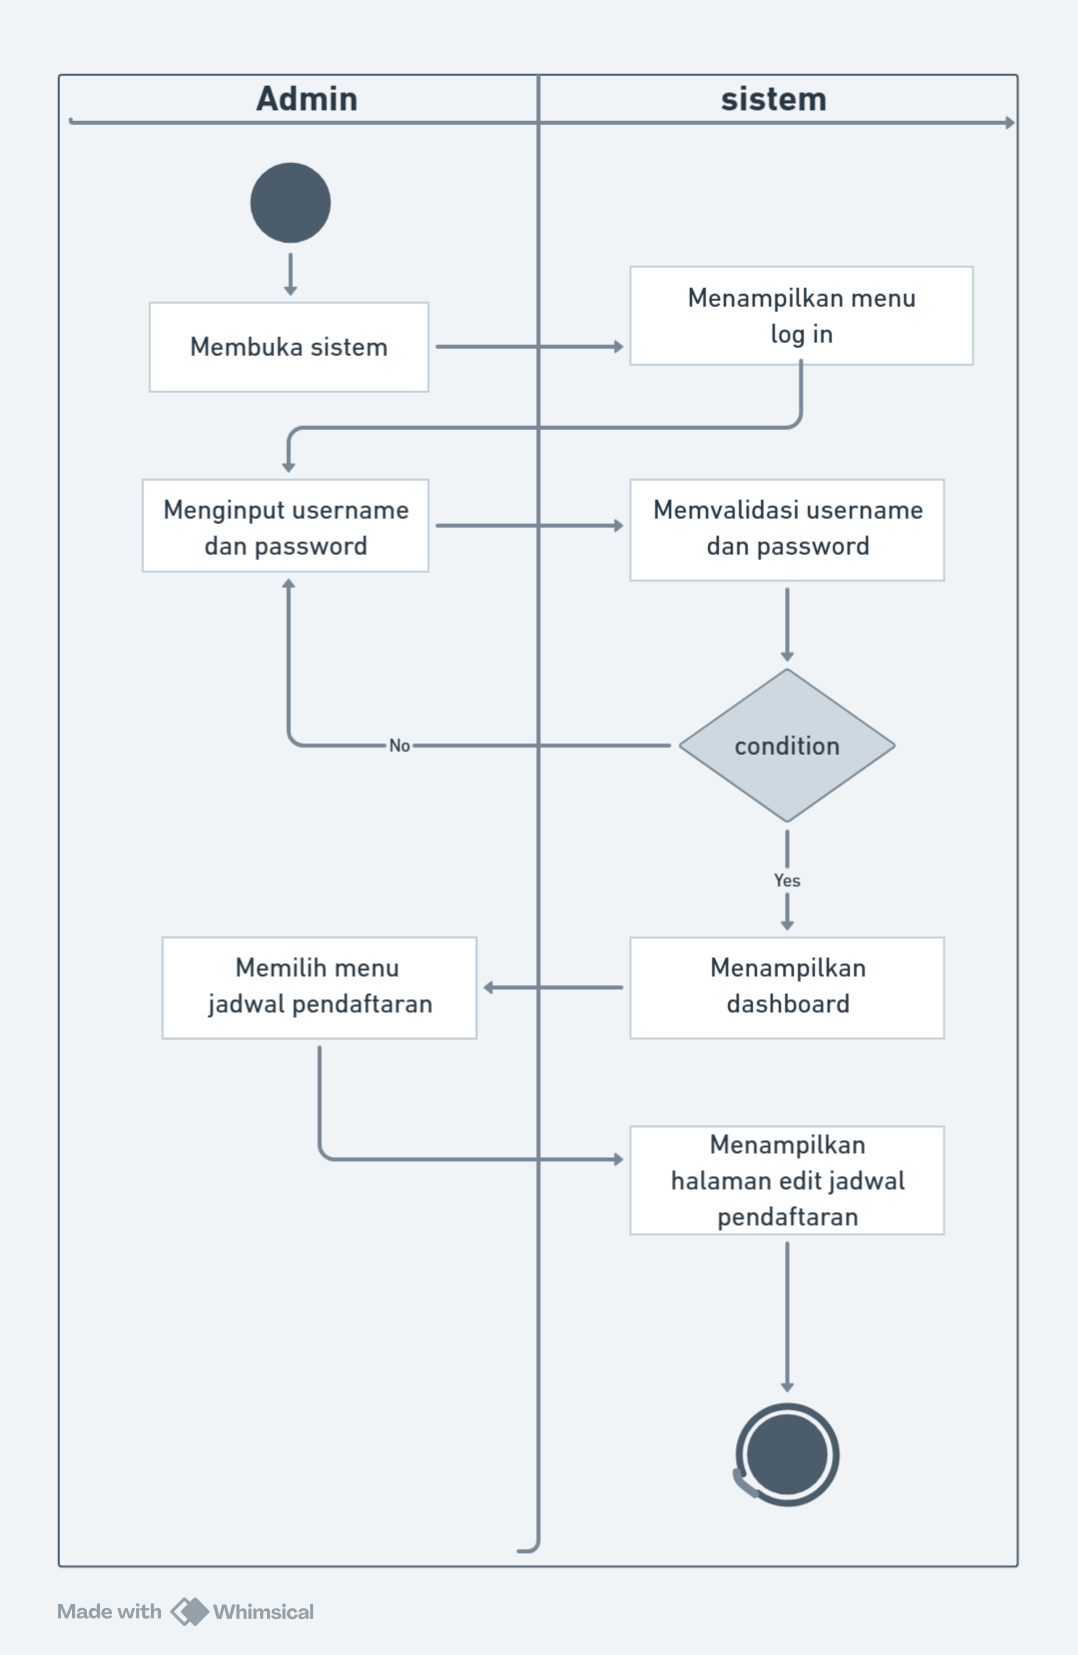 Admin
sistem
Menampilkan menu
log in
Membuka sistem
Menginput username
dan password
Memvalidasi username
dan password
condition
No
Yes
Memilih menu
jadwal pendaftaran
Menampilkan
dashboard
Menampilkan
halaman edit jadwal
pendaftaran
Made with Whimsical